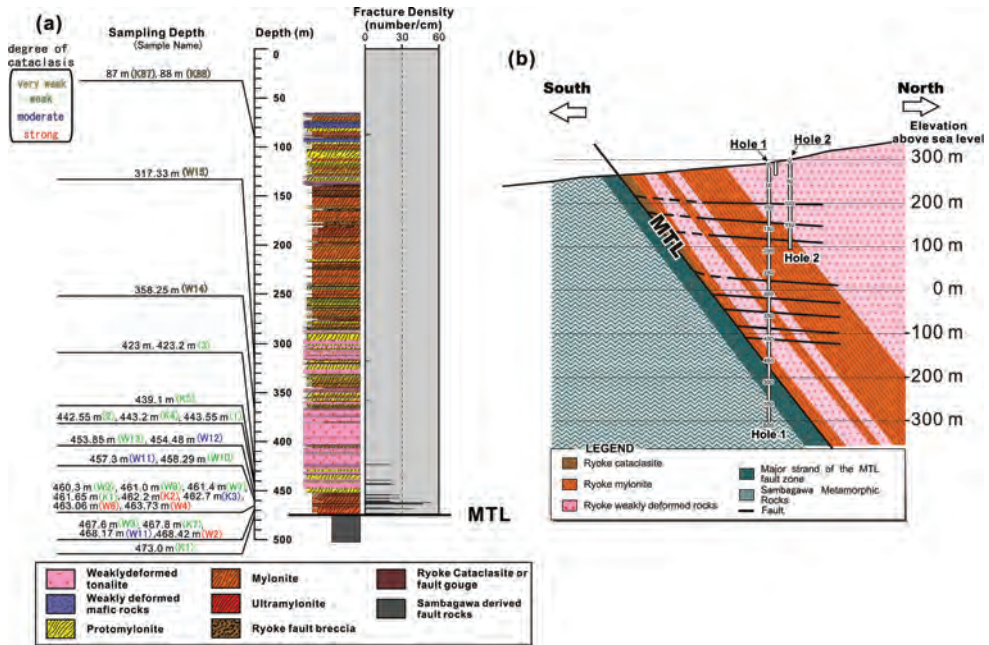 (a)
degree of
cataclasis
very weak
weak
moderate
strong
Sampling Depth
(Sample Name)
Depth (m)
Fracture Density
(number/cm)
0 30 60
87 m (K87), 88 m (K88)
317.33 m (W15)
358.25 m (W14)
423 m, 423.2 m (3)
439.1 m (K5)
442.55 m (2), 443.2 m (K4), 443.55 m (1)
453.85 m (W13), 454.48 m (W12)
457.3 m (W11), 458.29 m (W10)
460.3 m (W9), 461.0 m (W8), 461.4 m (W7)
461.65 m (K1), 462.2 m (K2), 462.7 m (K3)
463.06 m (W6), 463.73 m (W4)
467.6 m (W3), 467.8 m (K7)
468.17 m (W11), 468.42 m (W2)
473.0 m (K1)
0
50
100
150
200
250
300
350
400
450
500
MTL
Weakly deformed
tonalite
Weakly deformed
mafic rocks
Protomylonite
Mylonite
Ultramylonite
Ryoke fault breccia
Ryoke Cataclasite or
fault gouge
Sambagawa derived
fault rocks
(b)
South
North
Elevation
above sea level
Hole 1
Hole 2
300 m
200 m
100 m
0 m
-100 m
-200 m
-300 m
MTL
Hole 2
Hole 1
LEGEND
Ryoke cataclasite
Ryoke mylonite
Ryoke weakly deformed rocks
Major strand of the MTL
fault zone
Sambagawa Metamorphic
Rocks
Fault